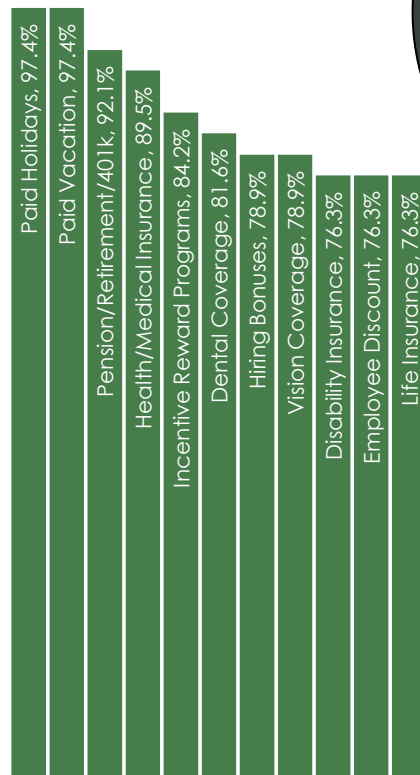 Paid Holidays, 97.4%
Paid Vacation, 97.4%
Pension/Retirement/401k, 92.1%
Health/Medical Insurance, 89.5%
Incentive Reward Programs, 84.2%
Dental Coverage, 81.6%
Hiring Bonuses, 78.9%
Vision Coverage, 78.9%
Disability Insurance, 76.3%
Employee Discount, 76.3%
Life Insurance, 76.3%